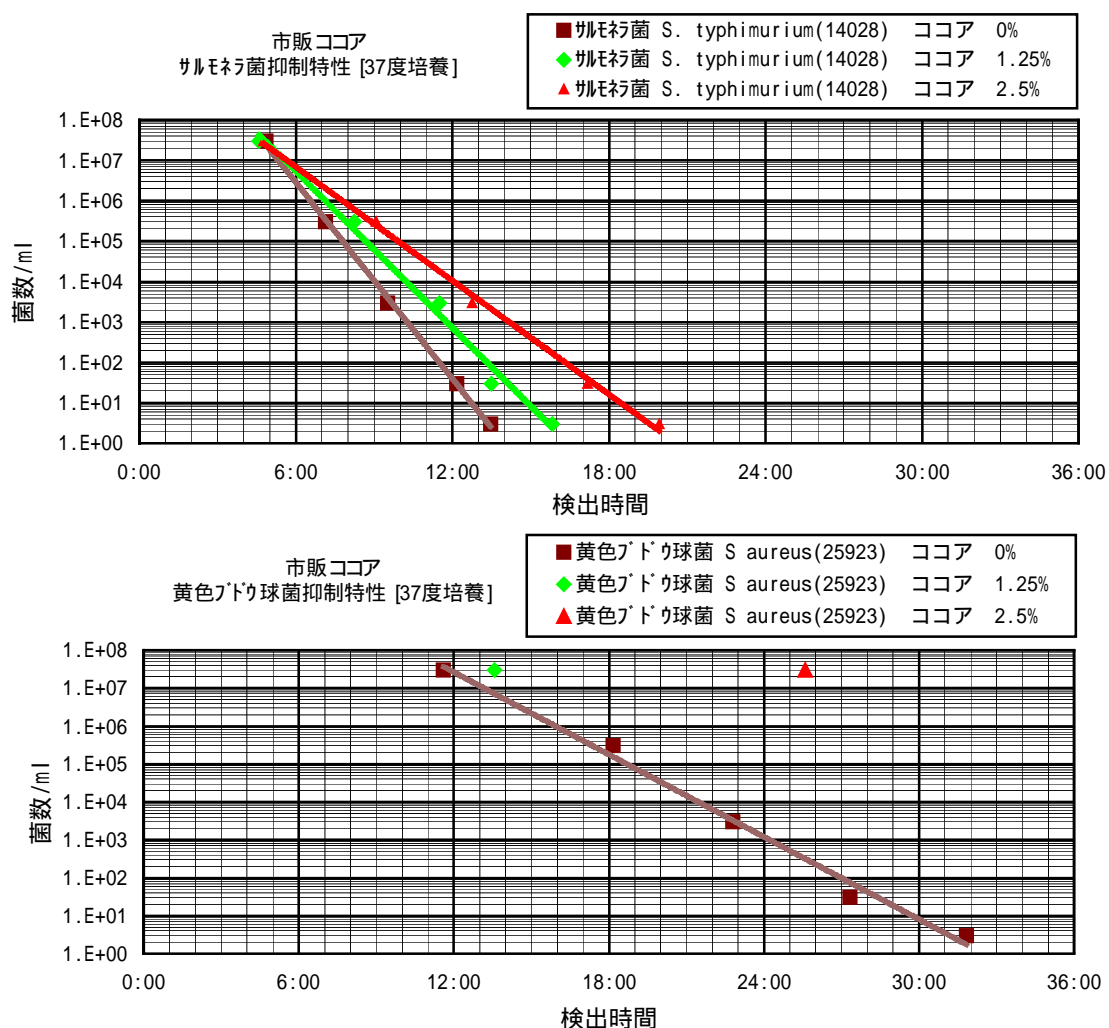 市販ココア
サルモネラ菌抑制特性 [37度培養]
サルモネラ菌 S. typhimurium(14028) ココア 0%
サルモネラ菌 S. typhimurium(14028) ココア 1.25%
サルモネラ菌 S. typhimurium(14028) ココア 2.5%
菌数/ml
1.E+08
1.E+07
1.E+06
1.E+05
1.E+04
1.E+03
1.E+02
1.E+01
1.E+00
0:00 6:00 12:00 18:00 24:00 30:00 36:00
検出時間
市販ココア
黄色ブドウ球菌抑制特性 [37度培養]
黄色ブドウ球菌 S aureus(25923) ココア 0%
黄色ブドウ球菌 S aureus(25923) ココア 1.25%
黄色ブドウ球菌 S aureus(25923) ココア 2.5%
菌数/ml
1.E+08
1.E+07
1.E+06
1.E+05
1.E+04
1.E+03
1.E+02
1.E+01
1.E+00
0:00 6:00 12:00 18:00 24:00 30:00 36:00
検出時間